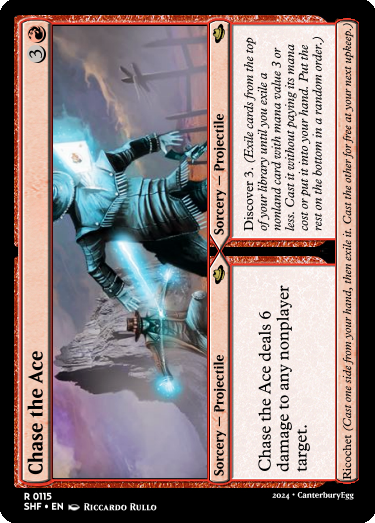 Chase the Ace
3
Sorcery — Projectile
Chase the Ace deals 6
damage to any nonplayer
target.
Sorcery — Projectile
Discover 3. (Exile cards from the top
of your library until you exile a
nonland card with mana value 3 or
less. Cast it without paying its mana
cost or put it into your hand. Put the
rest on the bottom in a random order.)
Ricochet (Cast one side from your hand, then exile it. Cast the other for free at your next upkeep.)
R 0115
SHF • EN RICCARDO RULLO
2024 • CanterburyEgg